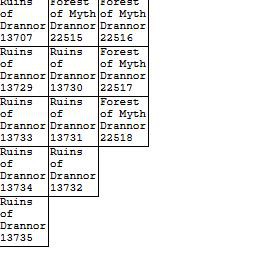 Ruins Forest Forest
of of Myth of Myth
Drannor Drannor Drannor
13707 22515 22516
Ruins Ruins Forest
of of of Myth
Drannor Drannor Drannor
13729 13730 22517
Ruins Ruins Forest
of of of Myth
Drannor Drannor Drannor
13733 13731 22518
Ruins Ruins
of of
Drannor Drannor
13734 13732
Ruins
of
Drannor
13735